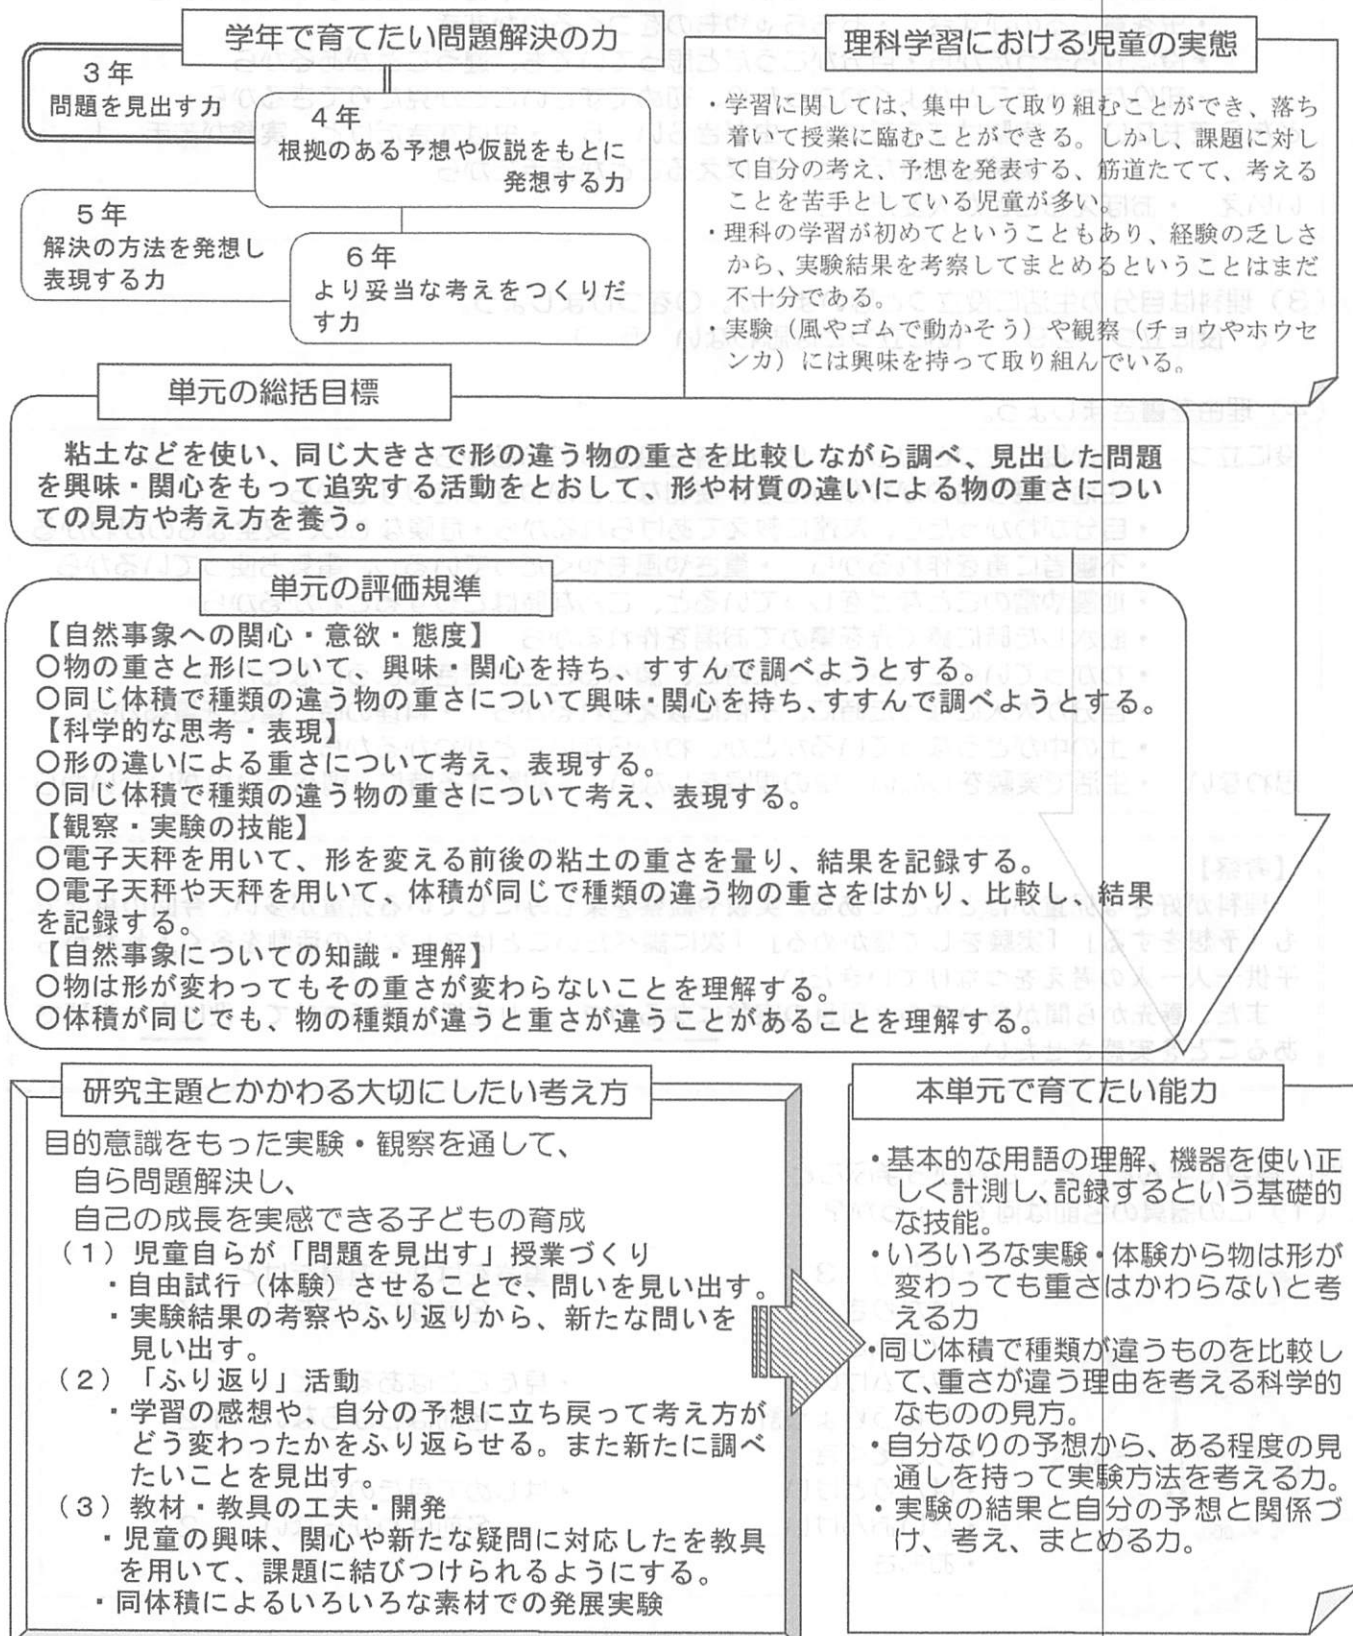 学年で育てたい問題解決の力
3年
問題を見出す力
4年
根拠のある予想や仮説をもとに
発想する力
5年
解決の方法を発想し
表現する力
6年
より妥当な考えをつくりだ
す力
理科学習における児童の実態
・学習に関しては、集中して取り組むことができ、落ち
着いて授業に臨むことができる。しかし、課題に対し
て自分の考え、予想を発表する、筋道たてて、考える
ことを苦手としている児童が多い。
・理科の学習が初めてということもあり、経験の乏しさ
から、実験結果を考察してまとめるということはまだ
不十分である。
・実験（風やゴムで動かそう）や観察（チョウやホウセ
ンカ）には興味を持って取り組んでいる。
単元の総括目標
粘土などを使い、同じ大きさで形の違う物の重さを比較しながら調べ、見出した問題
を興味・関心をもって追究する活動をとおして、形や材質の違いによる物の重さについ
ての見方や考え方を養う。
単元の評価規準
【自然事象への関心・意欲・態度】
〇物の重さと形について、興味・関心を持ち、すすんで調べようとする。
〇同じ体積で種類の違う物の重さについて興味・関心を持ち、すすんで調べようとする。
【科学的な思考・表現】
〇形の違いによる重さについて考え、表現する。
〇同じ体積で種類の違う物の重さについて考え、表現する。
【観察・実験の技能】
〇電子天秤を用いて、形を変える前後の粘土の重さを量り、結果を記録する。
〇電子天秤や天秤を用いて、体積が同じで種類の違う物の重さをはかり、比較し、結果
を記録する。
【自然事象についての知識・理解】
〇物は形が変わってもその重さが変わらないことを理解する。
〇体積が同じでも、物の種類が違うと重さが違うことがあることを理解する。
研究主題とかかわる大切にしたい考え方
目的意識をもった実験・観察を通して、
自ら問題解決し、
自己の成長を実感できる子どもの育成
（1）児童自らが「問題を見出す」授業づくり
・自由試行（体験）させることで、問いを見い出す。
・実験結果の考察やふり返りから、新たな問いを
見い出す。
（2）「ふり返り」活動
・学習の感想や、自分の予想に立ち戻って考え方が
どう変わったかをふり返らせる。また新たに調べ
たいことを見出す。
（3）教材・教具の工夫・開発
・児童の興味、関心や新たな疑問に対応したを教具
を用いて、課題に結びつけられるようにする。
・同体積によるいろいろな素材での発展実験
本単元で育てたい能力
・基本的な用語の理解、機器を使い正
しく計測し、記録するという基礎的
な技能。
・いろいろな実験・体験から物は形が
変わっても重さはかわらないと考
える力
・同じ体積で種類が違うものを比較し
て、重さが違う理由を考える科学的
なものの見方。
・自分なりの予想から、ある程度の見
通しを持って実験方法を考える力。
・実験の結果と自分の予想と関係づ
け、考え、まとめる力。